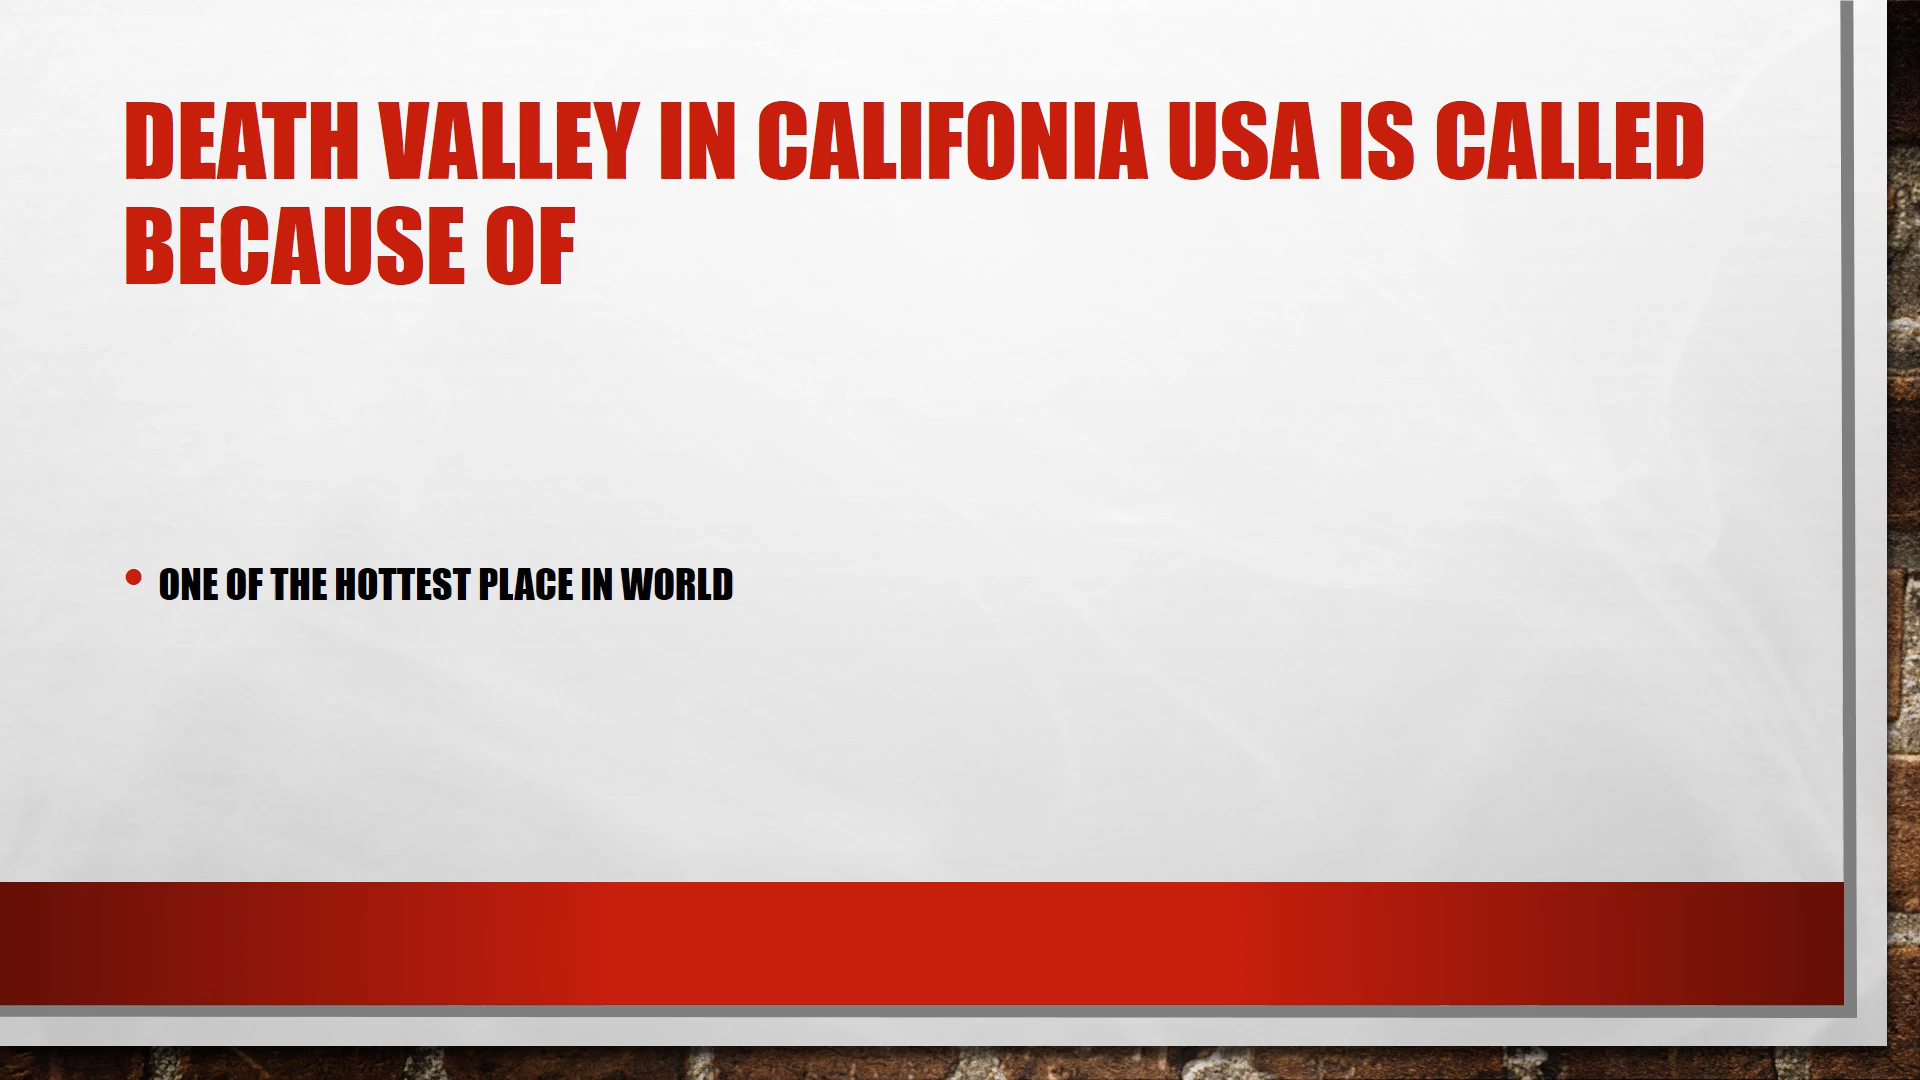 DEATH VALLEY IN CALIFONIA USA IS CALLED
BECAUSE OF
• ONE OF THE HOTTEST PLACE IN WORLD